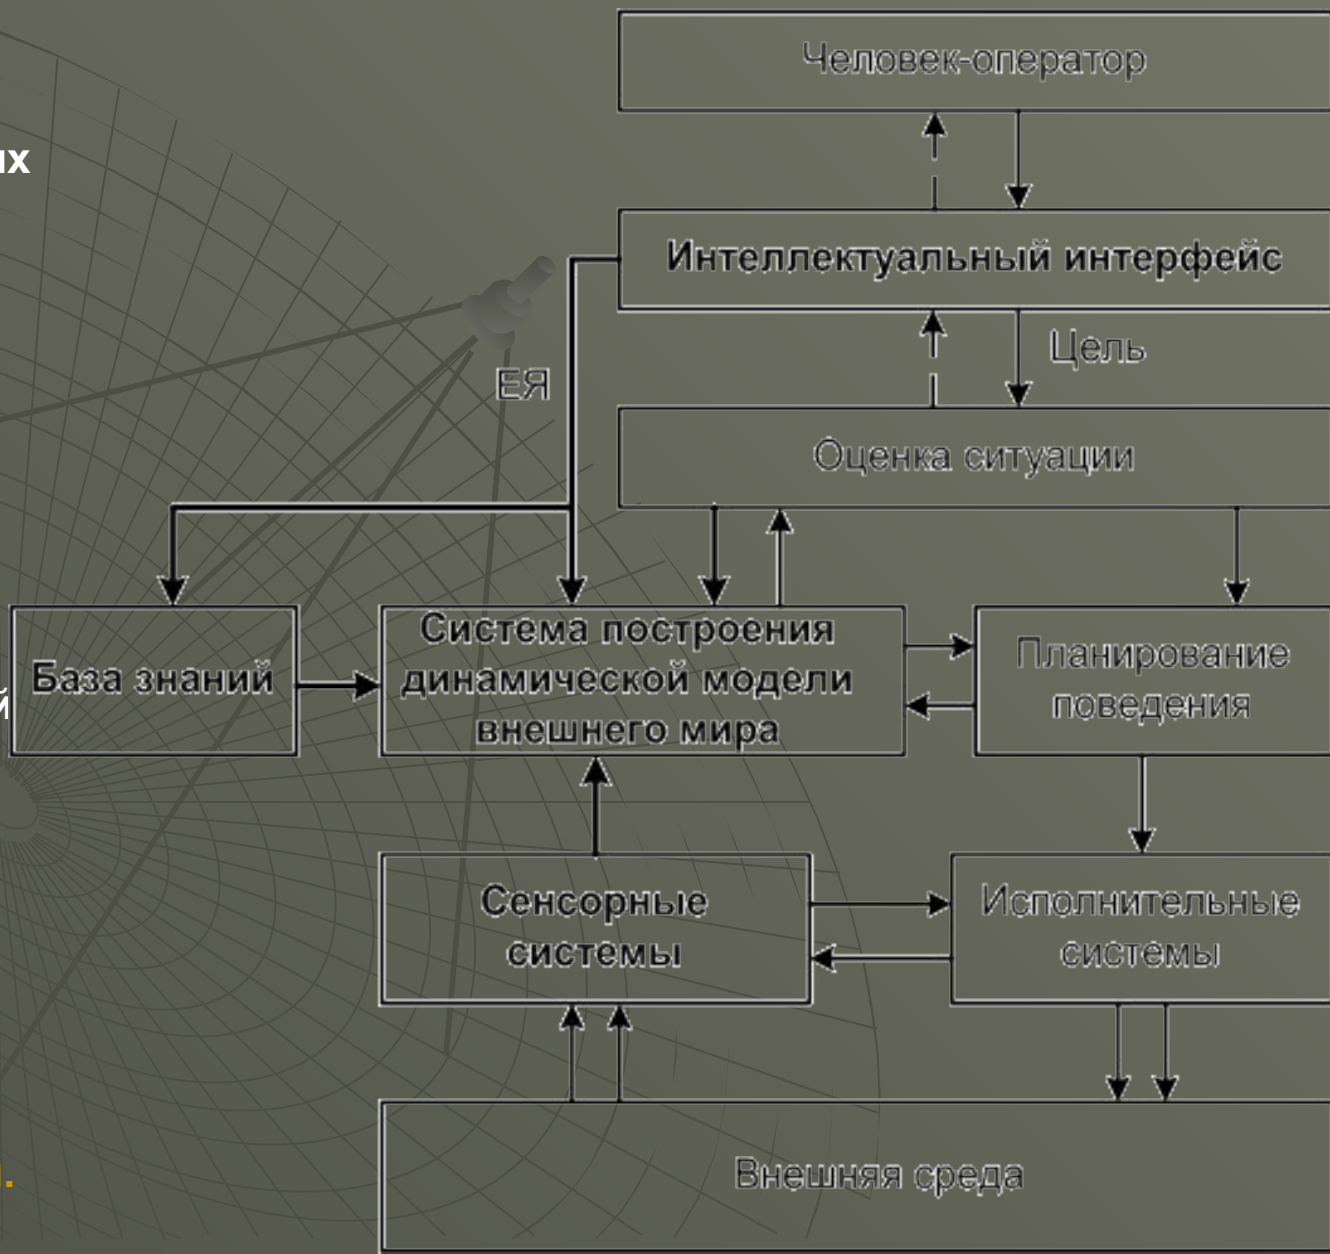 Человек-оператор
их
Интеллектуальный интерфейс
Цель
ЕЯ
Оценка ситуации
База знаний
Система построения
динамической модели
внешнего мира
Планирование
поведения
й
Сенсорные
системы
Исполнительные
системы
Внешняя среда